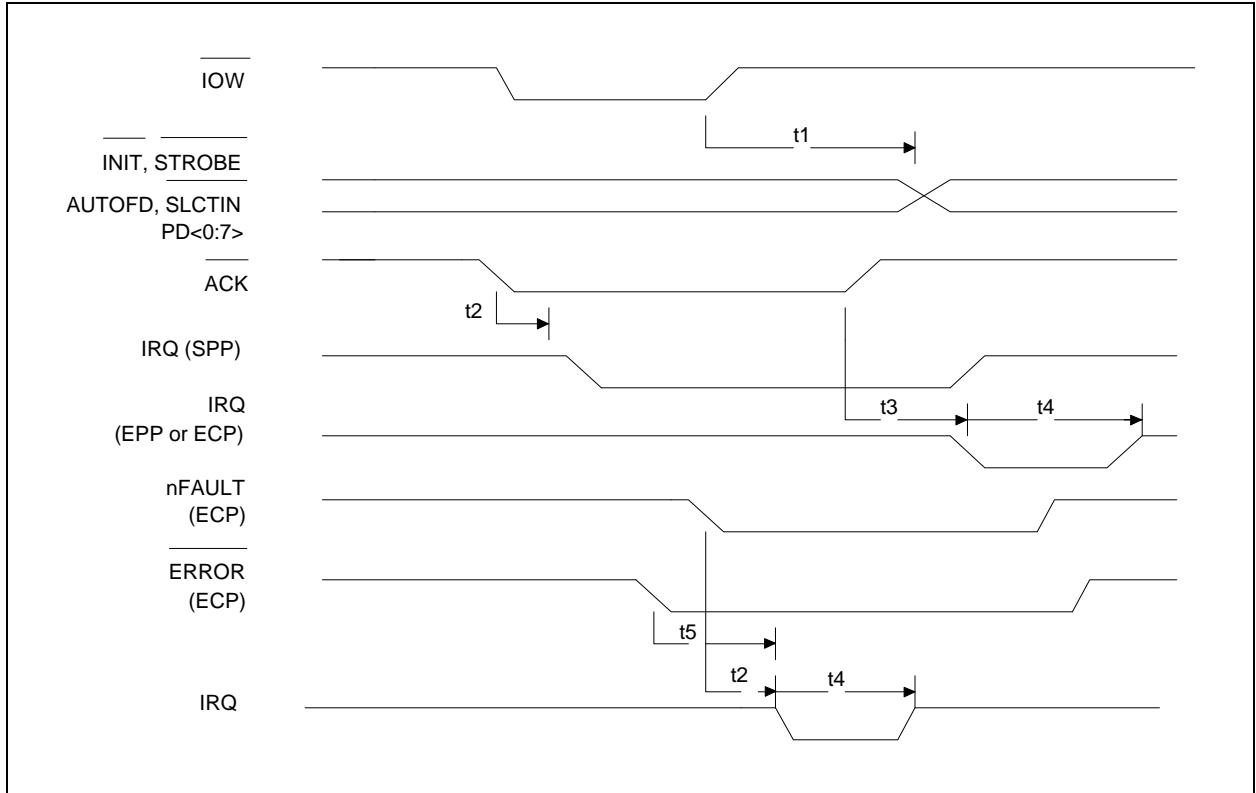 IOW
t1
INIT, STROBE
AUTOFD, SLCTIN
PD<0:7>
ACK
t2
IRQ (SPP)
IRQ
(EPP or ECP)
t3
t4
nFAULT
(ECP)
ERROR
(ECP)
t5
t2
t4
IRQ